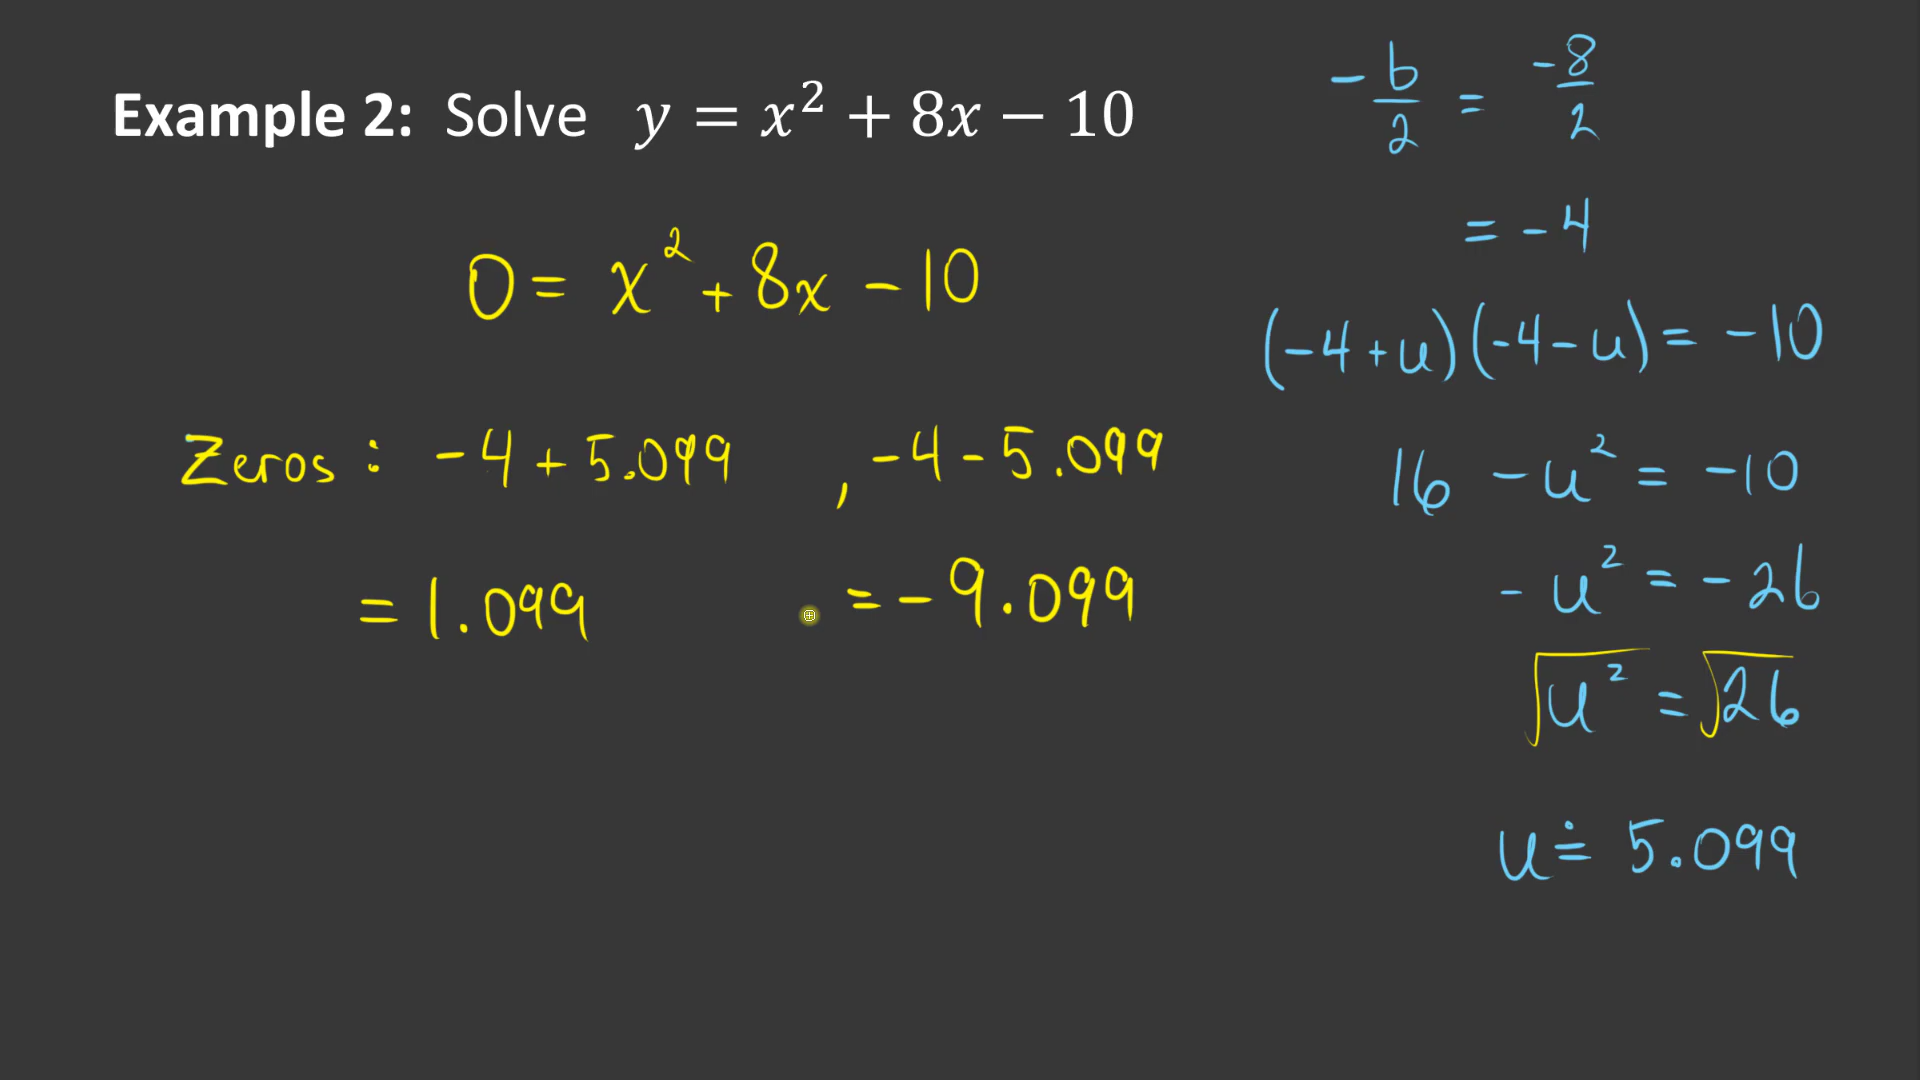 Example 2: Solve y = x² + 8x − 10
0 = x² + 8x − 10
Zeros : −4 + 5.099 , −4 − 5.099
= 1.099 = −9.099
− b/2 = −8/2
= −4
(−4 + u)(−4 − u) = −10
16 − u² = −10
− u² = −26
√u² = √26
u ≐ 5.099